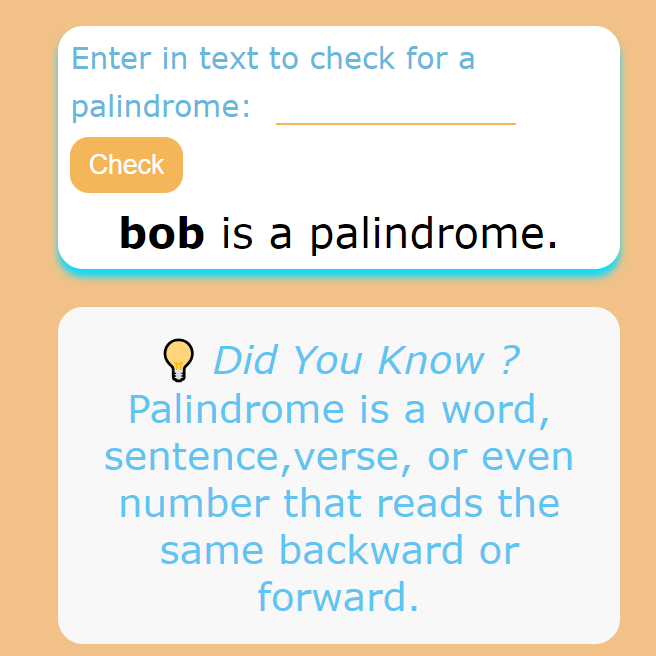 Enter in text to check for a
palindrome:
Check
bob is a palindrome.
Did You Know ?
Palindrome is a word,
sentence,verse, or even
number that reads the
same backward or
forward.